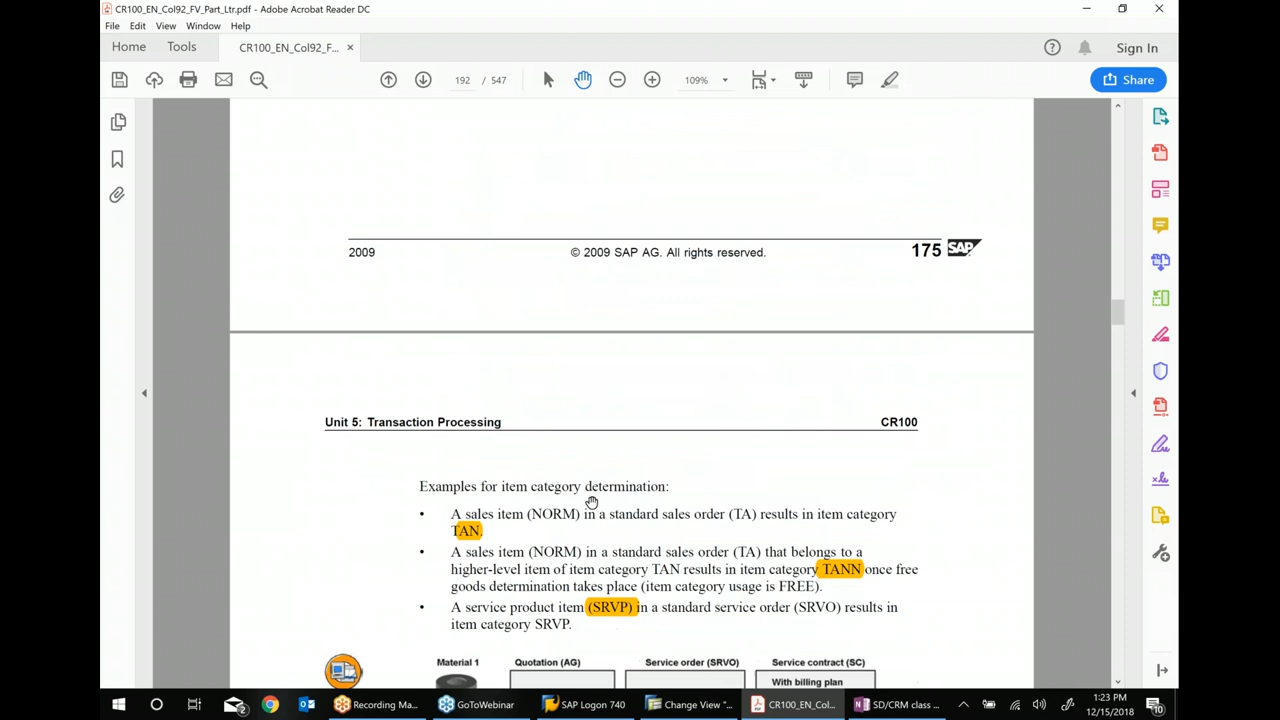 CR100_EN_Col92_FV_Part_Ltr.pdf - Adobe Acrobat Reader DC
File Edit View Window Help
Home Tools CR100_EN_Col92_F... × Sign In
192 / 547 109% Share
2009 © 2009 SAP AG. All rights reserved. 175 SAP
Unit 5: Transaction Processing CR100
Examples for item category determination:
• A sales item (NORM) in a standard sales order (TA) results in item category
TAN.
• A sales item (NORM) in a standard sales order (TA) that belongs to a
higher-level item of item category TAN results in item category TANN once free
goods determination takes place (item category usage is FREE).
• A service product item (SRVP) in a standard service order (SRVO) results in
item category SRVP.
Material 1 Quotation (AG) Service order (SRVO) Service contract (SC)
With billing plan
Recording Ma... GoToWebinar SAP Logon 740 Change View "... CR100_EN_Col... SD/CRM class ... 1:23 PM
12/15/2018